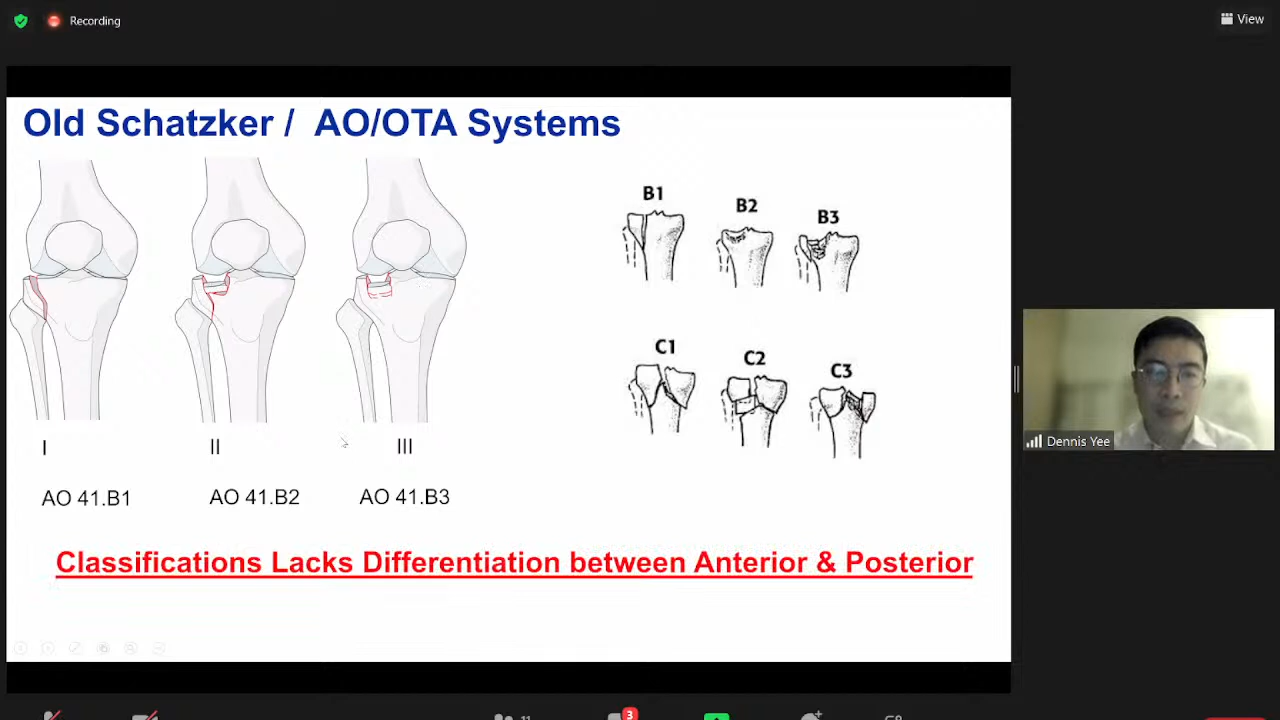 Recording
View
Old Schatzker / AO/OTA Systems
B1
B2
B3
C1
C2
C3
I
II
III
AO 41.B1
AO 41.B2
AO 41.B3
Classifications Lacks Differentiation between Anterior & Posterior
Dennis Yee
11
3